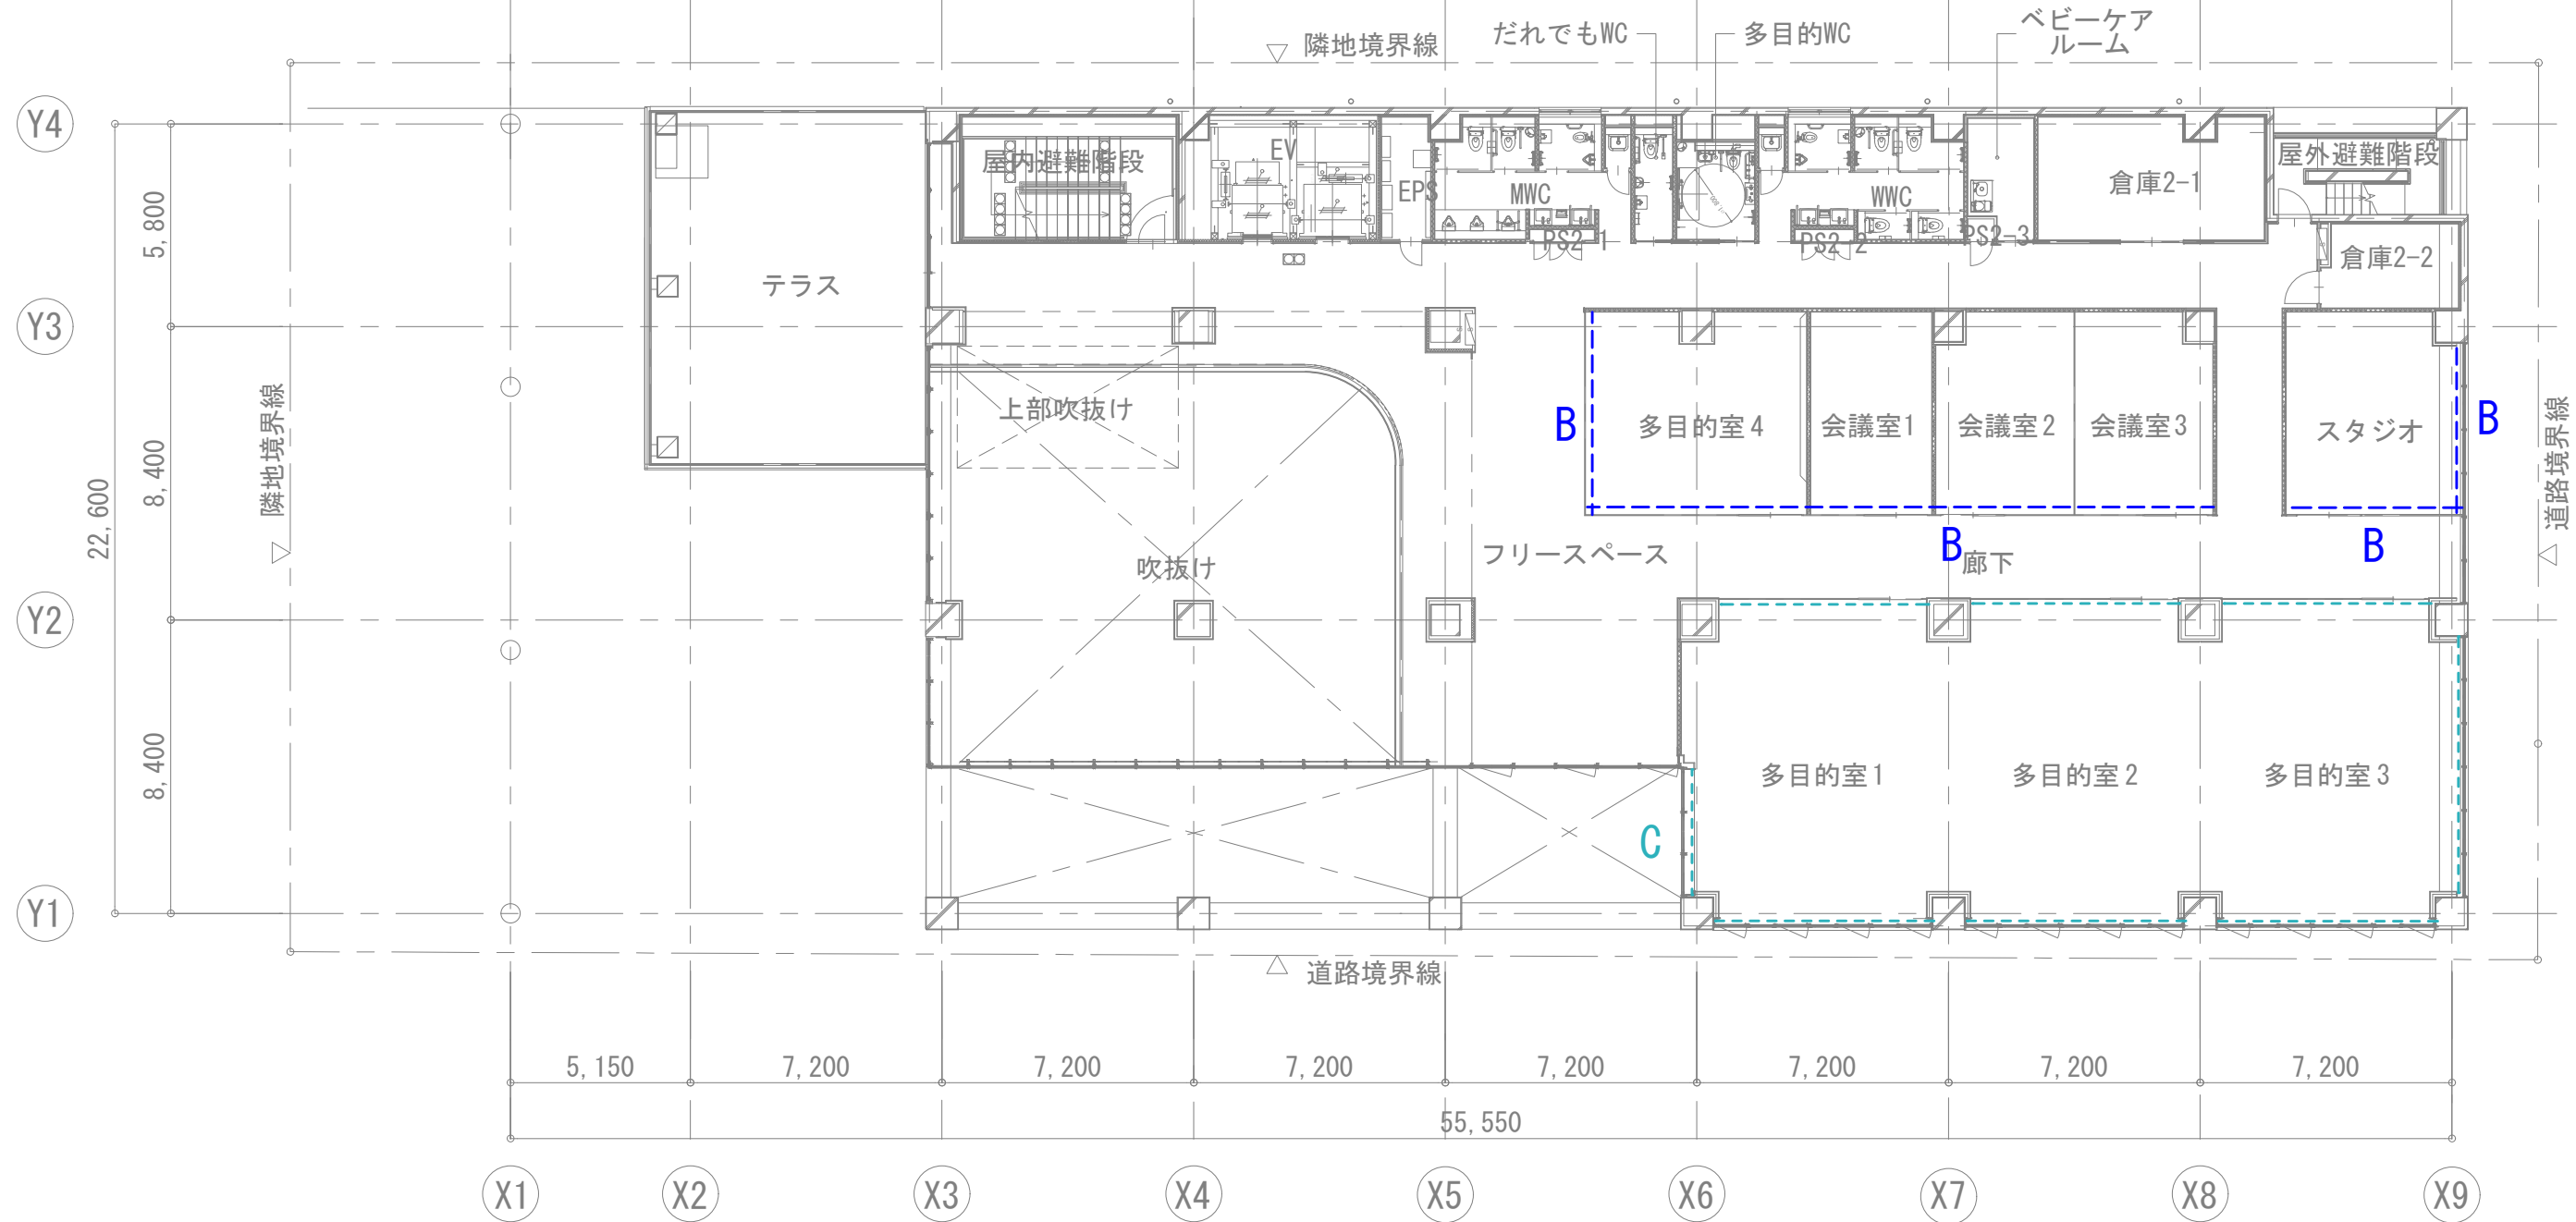 隣地境界線
だれでもWC
多目的WC
ベビーケア
ルーム
Y4
屋内避難階段
EV
EPS
MWC
WWC
倉庫2-1
屋外避難階段
PS2-1
PS2-2
PS2-3
倉庫2-2
5,800
テラス
Y3
隣地境界線
上部吹抜け
B
多目的室4
会議室1
会議室2
会議室3
スタジオ
B
道路境界線
8,400
22,600
吹抜け
フリースペース
B
廊下
B
Y2
8,400
多目的室1
多目的室2
多目的室3
C
Y1
道路境界線
5,150
7,200
7,200
7,200
7,200
7,200
7,200
7,200
55,550
X1
X2
X3
X4
X5
X6
X7
X8
X9